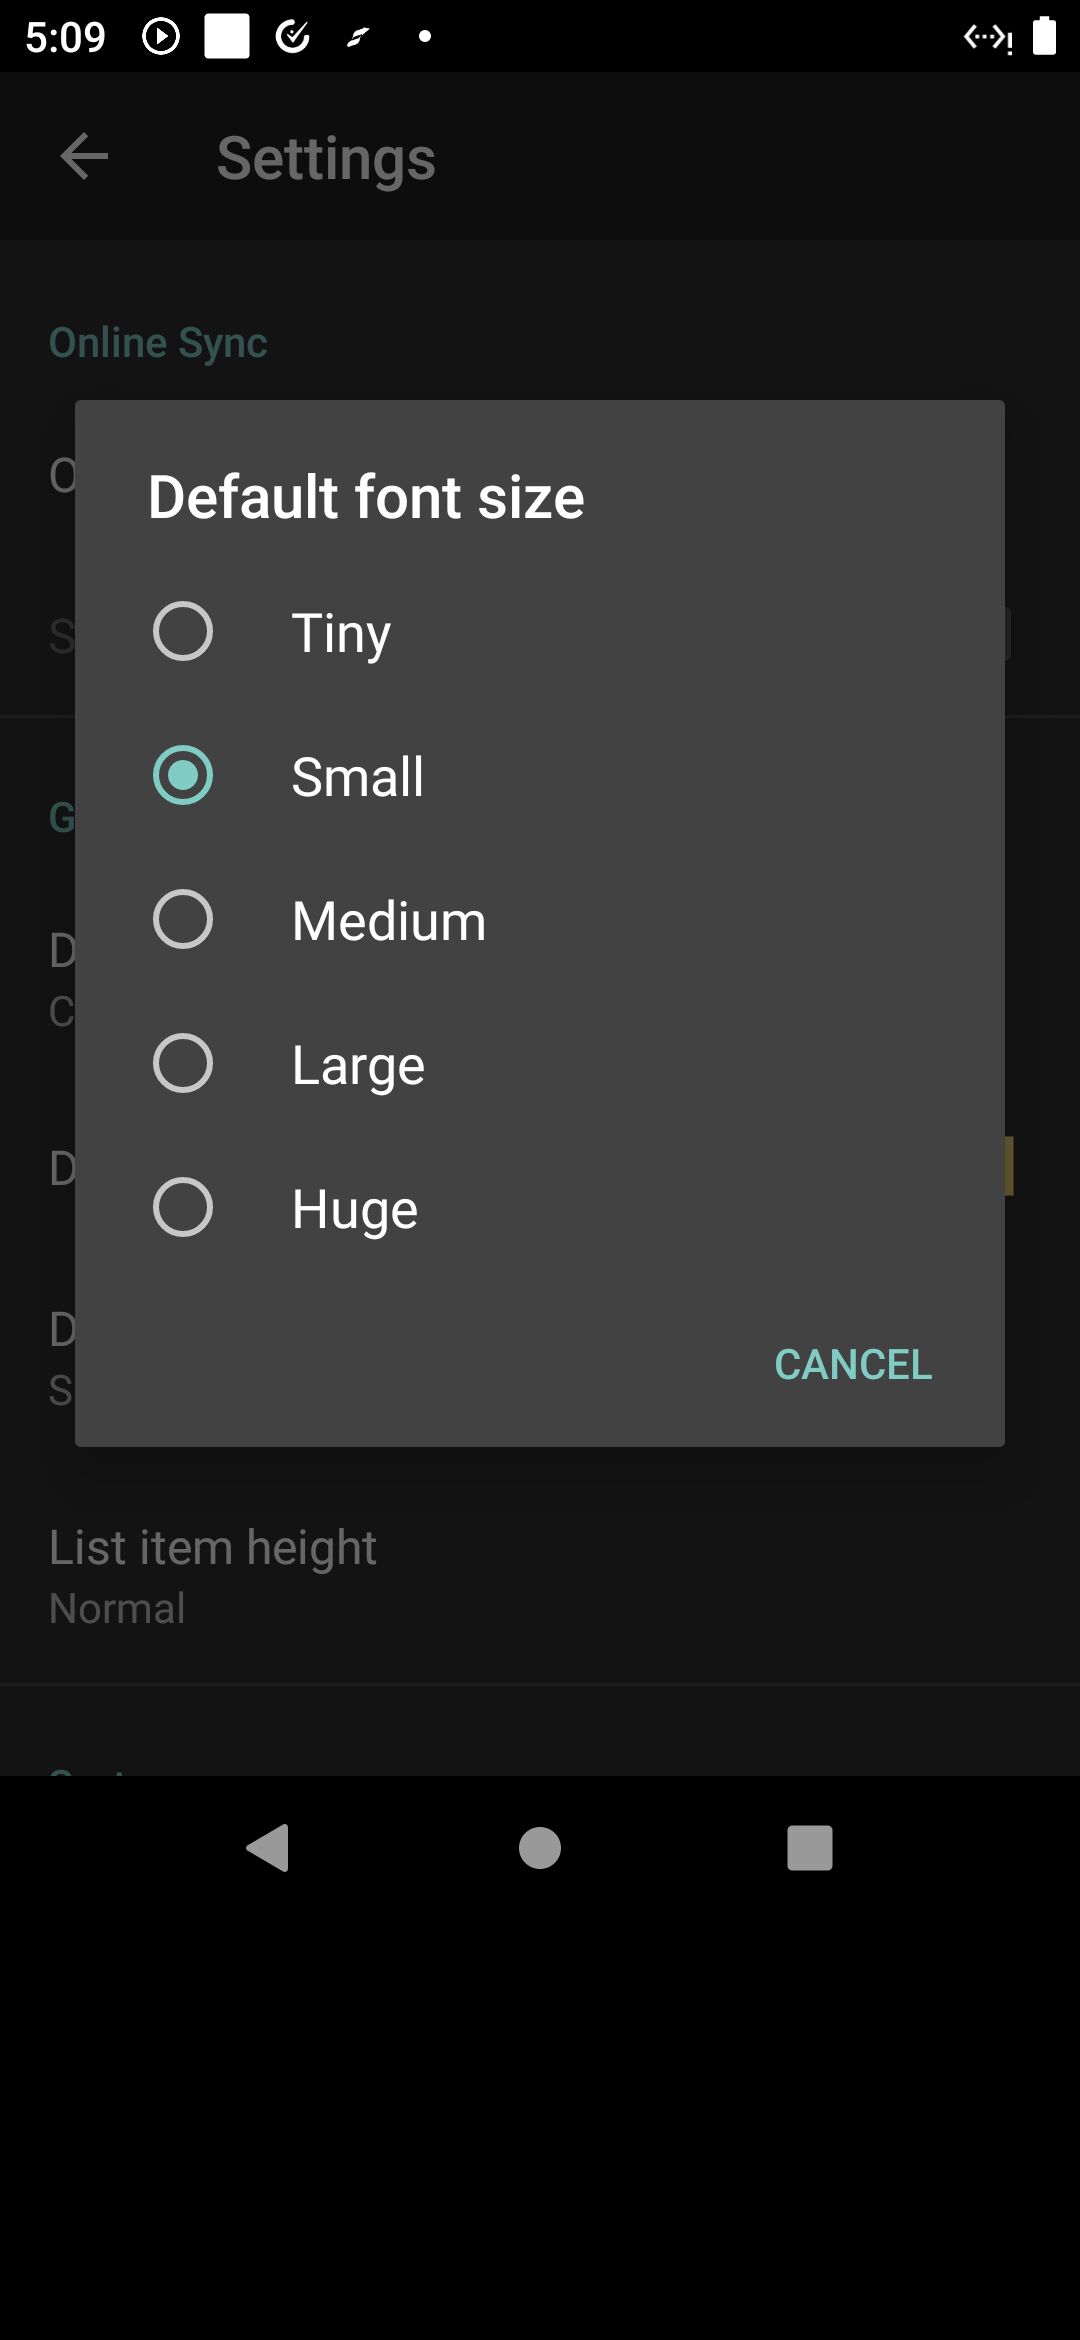 5:09
Settings
Online Sync
O
S
Default font size
Tiny
Small
Medium
Large
Huge
CANCEL
G
D
C
D
D
S
List item height
Normal